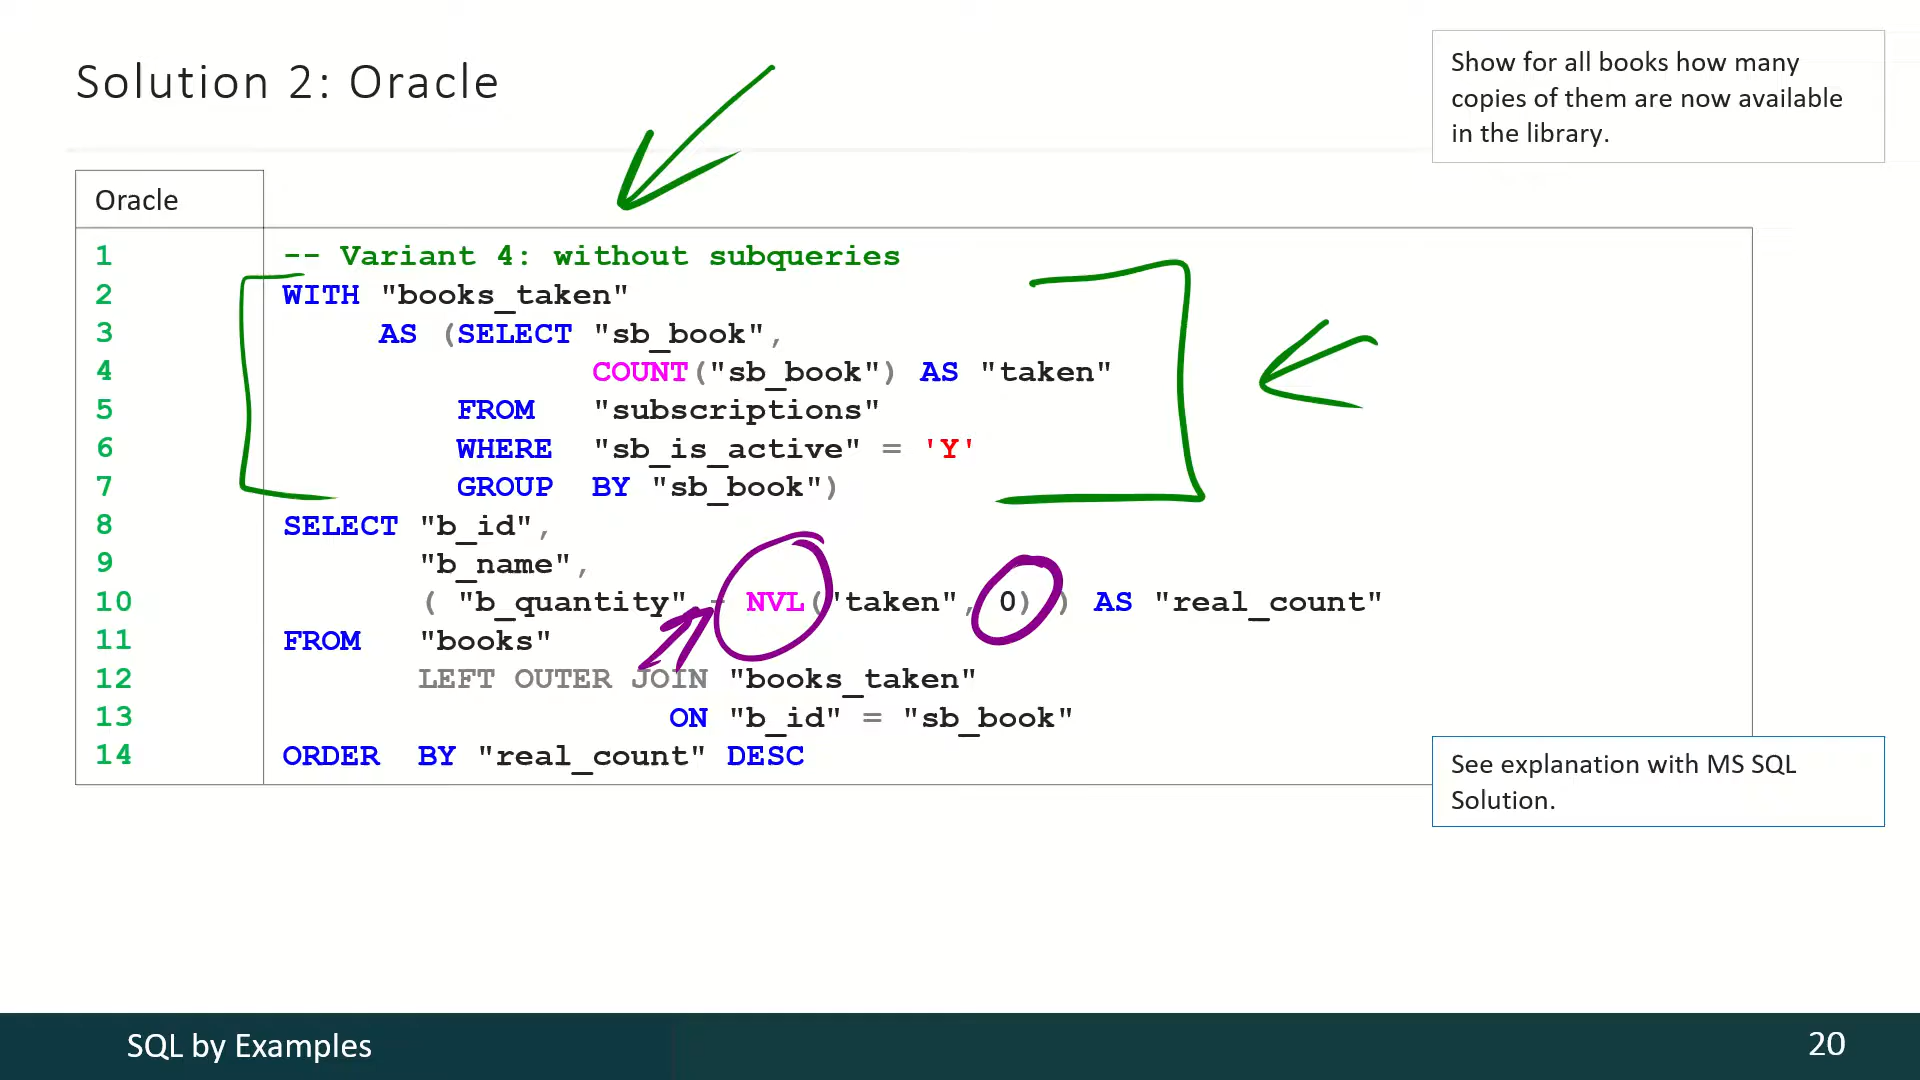 Solution 2: Oracle
Show for all books how many
copies of them are now available
in the library.
Oracle
1 -- Variant 4: without subqueries
2 WITH "books_taken"
3 AS (SELECT "sb_book",
4 COUNT("sb_book") AS "taken"
5 FROM "subscriptions"
6 WHERE "sb_is_active" = 'Y'
7 GROUP BY "sb_book")
8 SELECT "b_id",
9 "b_name",
10 ( "b_quantity" - NVL("taken", 0) ) AS "real_count"
11 FROM "books"
12 LEFT OUTER JOIN "books_taken"
13 ON "b_id" = "sb_book"
14 ORDER BY "real_count" DESC
See explanation with MS SQL
Solution.
SQL by Examples
20